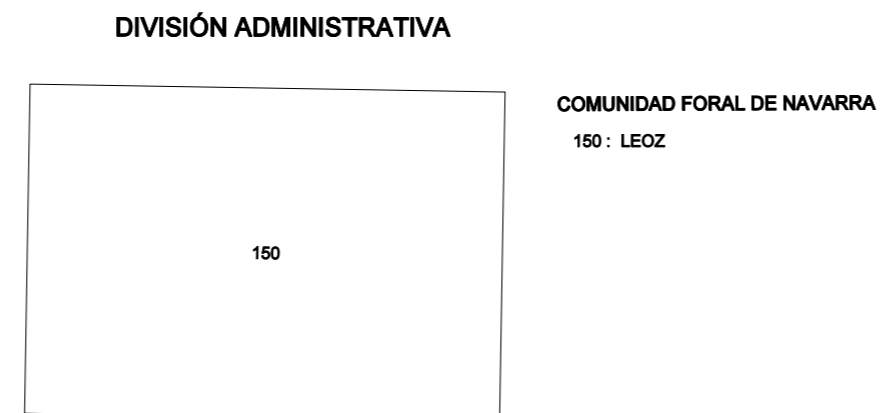 DIVISIÓN ADMINISTRATIVA
COMUNIDAD FORAL DE NAVARRA
150 : LEOZ
150